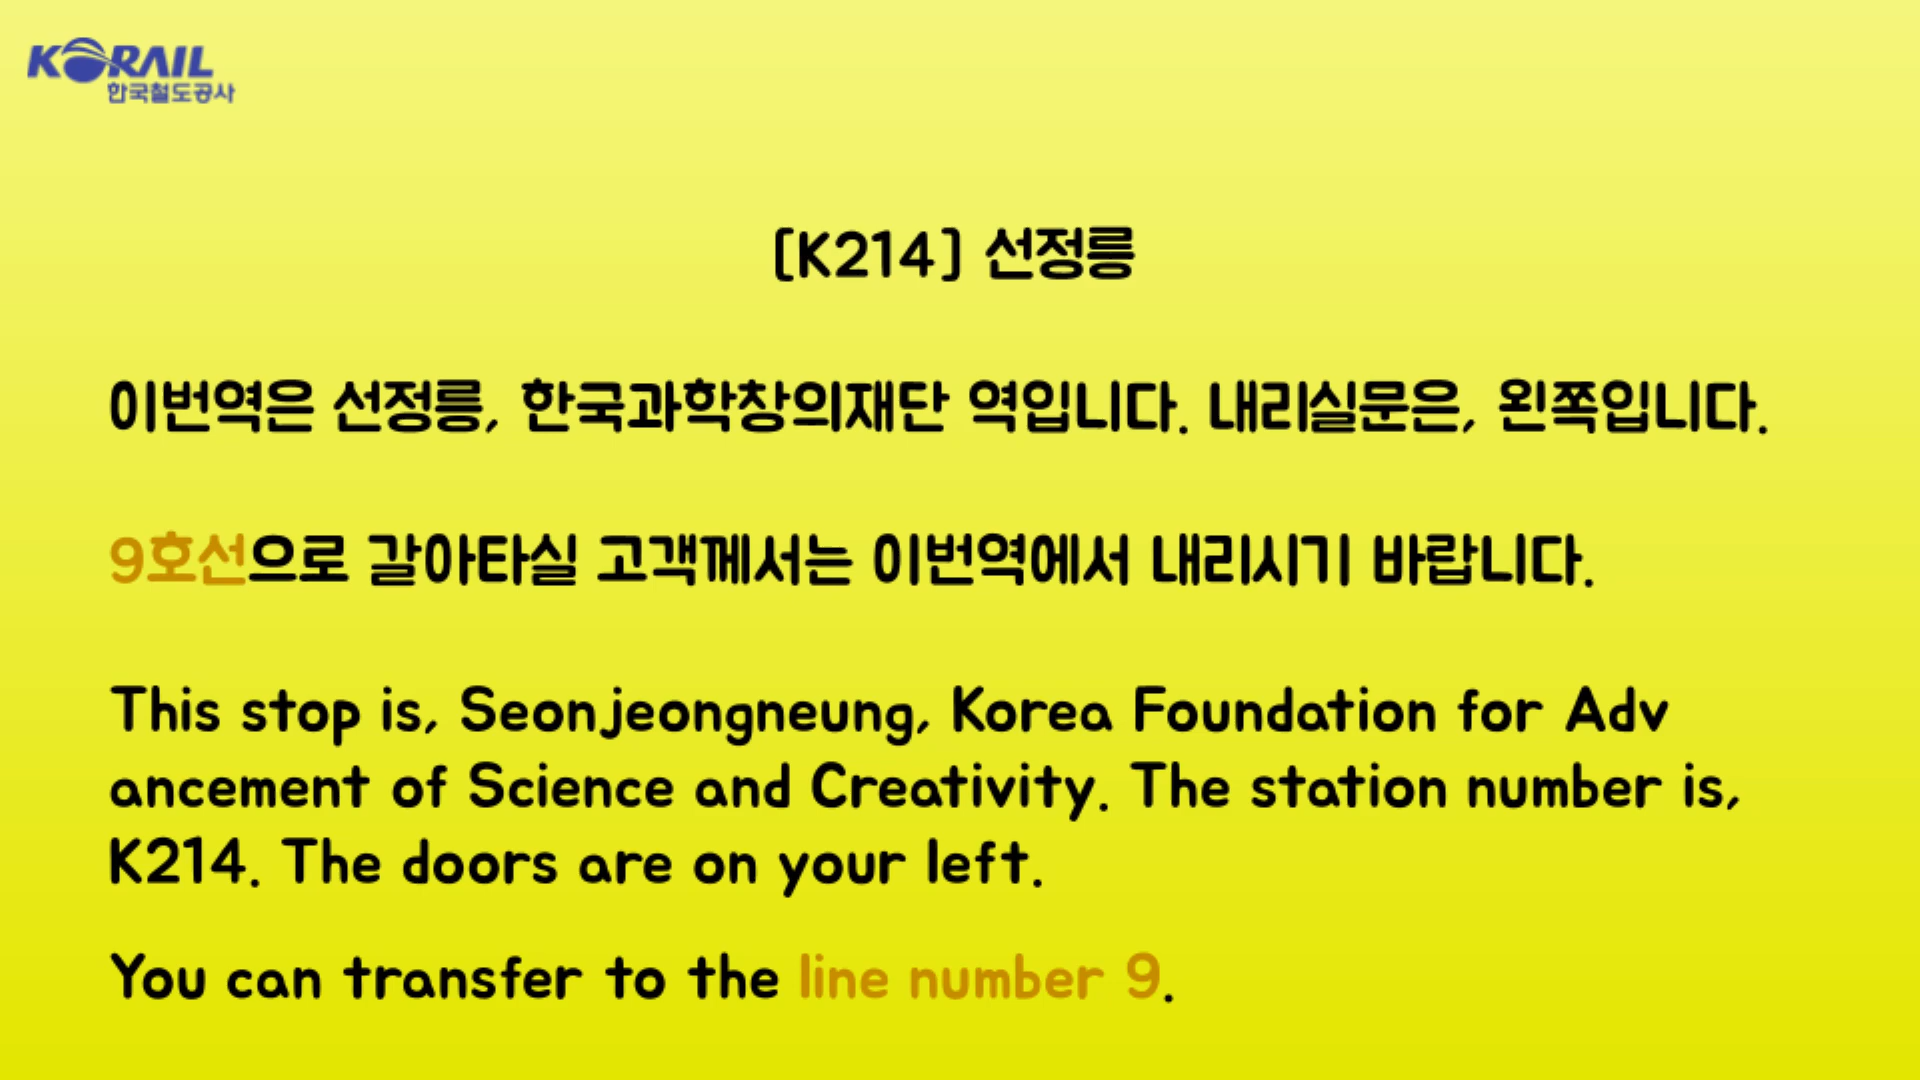 KORAIL
한국철도공사
[K214] 선정릉
이번역은 선정릉, 한국과학창의재단 역입니다. 내리실문은, 왼쪽입니다.
9호선으로 갈아타실 고객께서는 이번역에서 내리시기 바랍니다.
This stop is, Seonjeongneung, Korea Foundation for Adv
ancement of Science and Creativity. The station number is,
K214. The doors are on your left.
You can transfer to the line number 9.